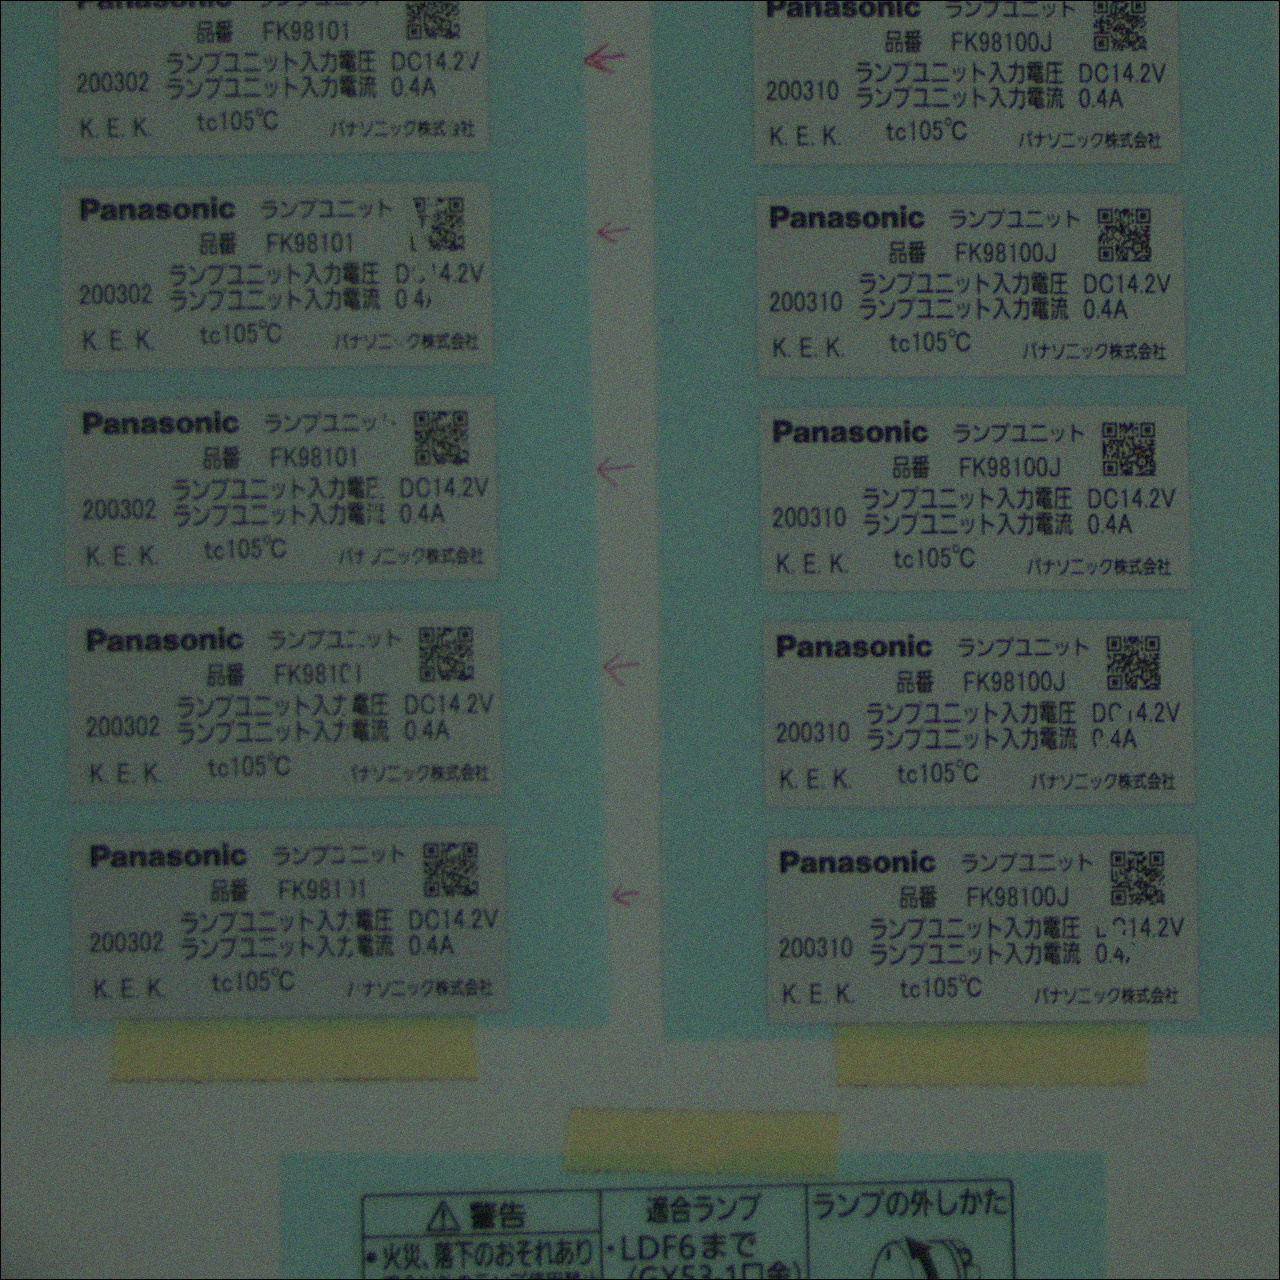 Panasonic ランプユニット
品番 FK98101
ランプユニット入力電圧 DC14.2V
200302 ランプユニット入力電流 0.4A
K. E. K. tc105℃ パナソニック株式会社
Panasonic ランプユニット
品番 FK98101
ランプユニット入力電圧 14.2V
200302 ランプユニット入力電流
K. E. K. tc105℃ パナソニック株式会社
Panasonic ランプユニット
品番 FK98101
ランプユニット入力電圧 DC14.2V
200302 ランプユニット入力電流 0.4A
K. E. K. tc105℃ パナソニック株式会社
Panasonic ランプユニット
品番 FK98101
ランプユニット入力電圧 DC14.2V
200302 ランプユニット入力電流 0.4A
K. E. K. tc105℃ パナソニック株式会社
Panasonic ランプユニット
品番 FK98101
ランプユニット入力電圧 DC14.2V
200302 ランプユニット入力電流 0.4A
K. E. K. tc105℃ パナソニック株式会社
Panasonic ランプユニット
品番 FK98100J
ランプユニット入力電圧 DC14.2V
200310 ランプユニット入力電流 0.4A
K. E. K. tc105℃ パナソニック株式会社
Panasonic ランプユニット
品番 FK98100J
ランプユニット入力電圧 DC14.2V
200310 ランプユニット入力電流 0.4A
K. E. K. tc105℃ パナソニック株式会社
Panasonic ランプユニット
品番 FK98100J
ランプユニット入力電圧 DC14.2V
200310 ランプユニット入力電流 0.4A
K. E. K. tc105℃ パナソニック株式会社
Panasonic ランプユニット
品番 FK98100J
ランプユニット入力電圧 DC14.2V
200310 ランプユニット入力電流 0.4A
K. E. K. tc105℃ パナソニック株式会社
Panasonic ランプユニット
品番 FK98100J
ランプユニット入力電圧 DC14.2V
200310 ランプユニット入力電流 0.4A
K. E. K. tc105℃ パナソニック株式会社
⚠警告
・火災、落下のおそれあり
適合ランプ
・LDF6まで
(GX53-1口金)
ランプの外しかた